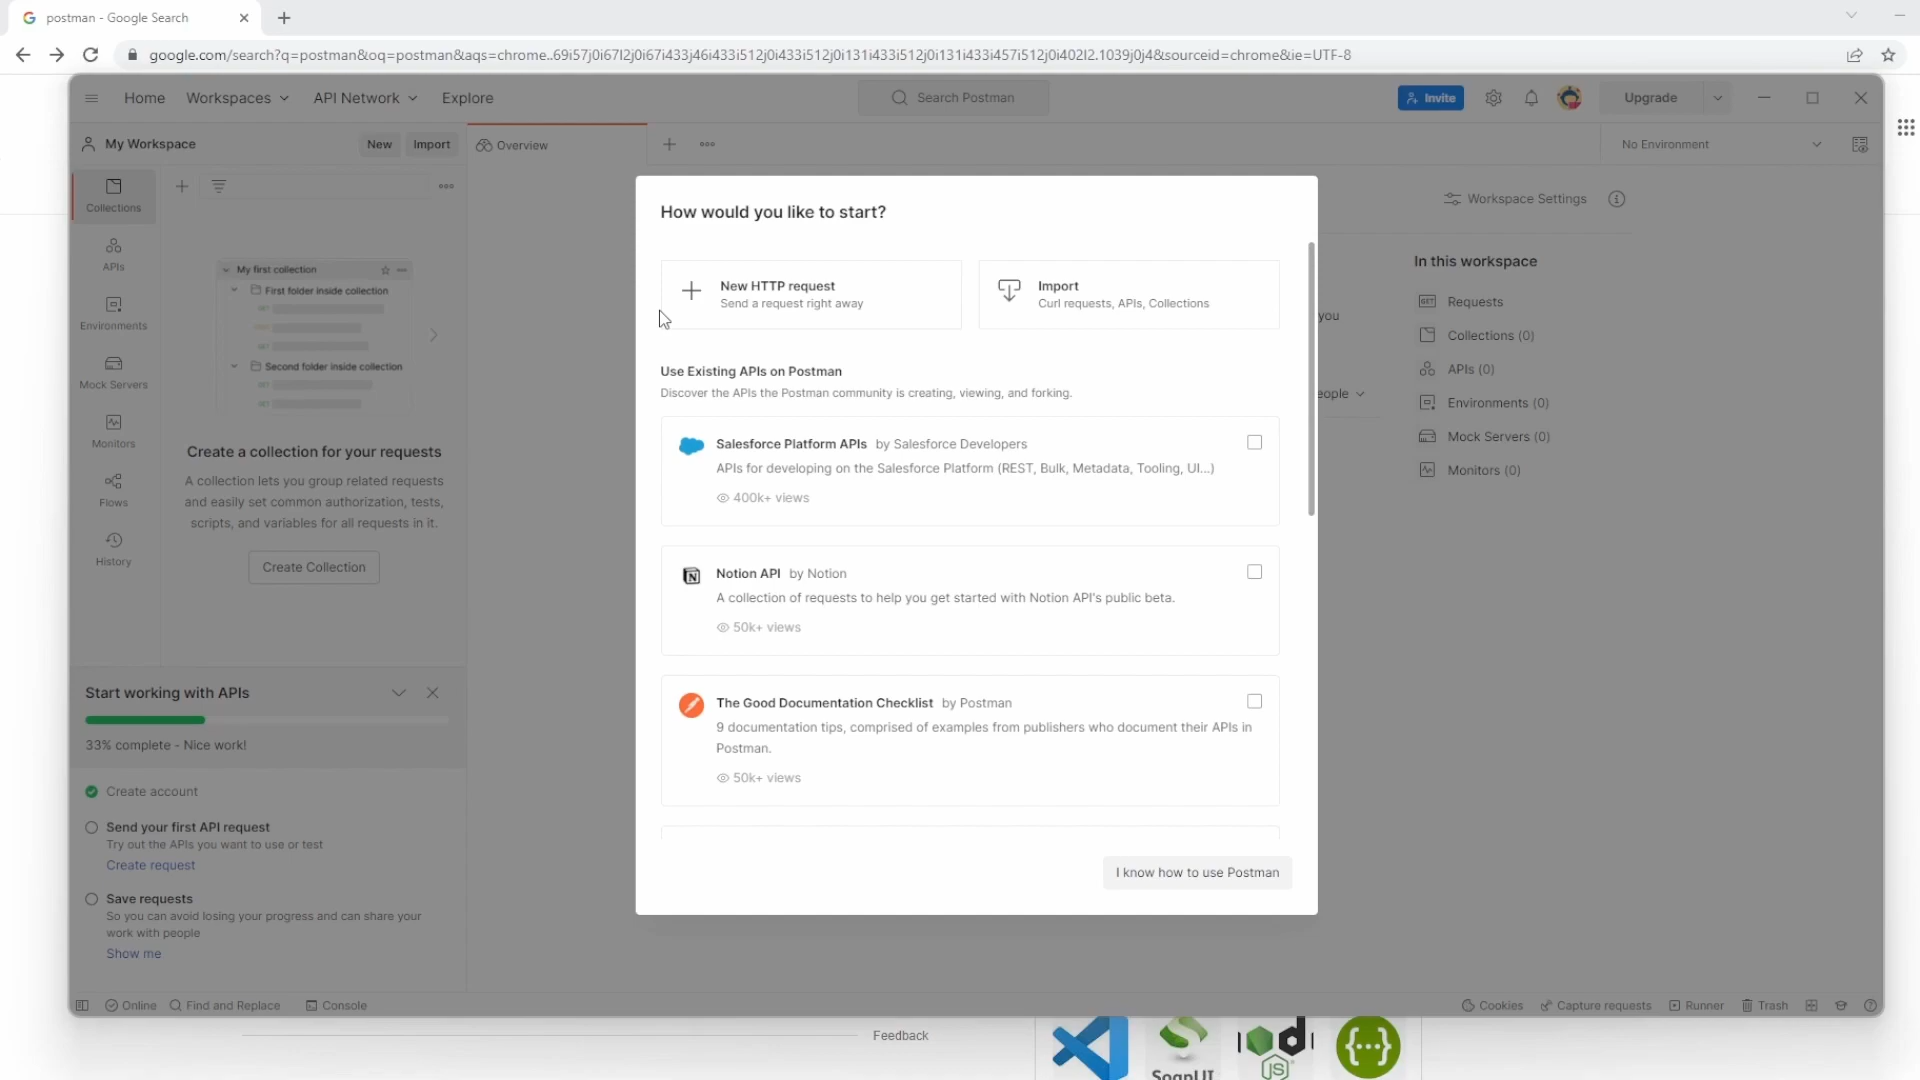 postman - Google Search
google.com/search?q=postman&oq=postman&aqs=chrome..69i57j0i67l2j0i67i433j46i433i512j0i433i512j0i131i433i512j0i131i433i457i512j0i402l2.1039j0j4&sourceid=chrome&ie=UTF-8
Home Workspaces API Network Explore
Search Postman
Invite
Upgrade
My Workspace
New Import
Overview
No Environment
Collections
APIs
Environments
Mock Servers
Monitors
Flows
History
My first collection
First folder inside collection
Second folder inside collection
Create a collection for your requests
A collection lets you group related requests
and easily set common authorization, tests,
scripts, and variables for all requests in it.
Create Collection
Start working with APIs
33% complete - Nice work!
Create account
Send your first API request
Try out the APIs you want to use or test
Create request
Save requests
So you can avoid losing your progress and can share your
work with people
Show me
How would you like to start?
New HTTP request
Send a request right away
Import
Curl requests, APIs, Collections
Use Existing APIs on Postman
Discover the APIs the Postman community is creating, viewing, and forking.
Salesforce Platform APIs by Salesforce Developers
APIs for developing on the Salesforce Platform (REST, Bulk, Metadata, Tooling, UI...)
400k+ views
Notion API by Notion
A collection of requests to help you get started with Notion API's public beta.
50k+ views
The Good Documentation Checklist by Postman
9 documentation tips, comprised of examples from publishers who document their APIs in
Postman.
50k+ views
I know how to use Postman
Workspace Settings
you
eople
In this workspace
GET Requests
Collections (0)
APIs (0)
Environments (0)
Mock Servers (0)
Monitors (0)
Online Find and Replace Console
Cookies Capture requests Runner Trash
Feedback
SoapUI
JS